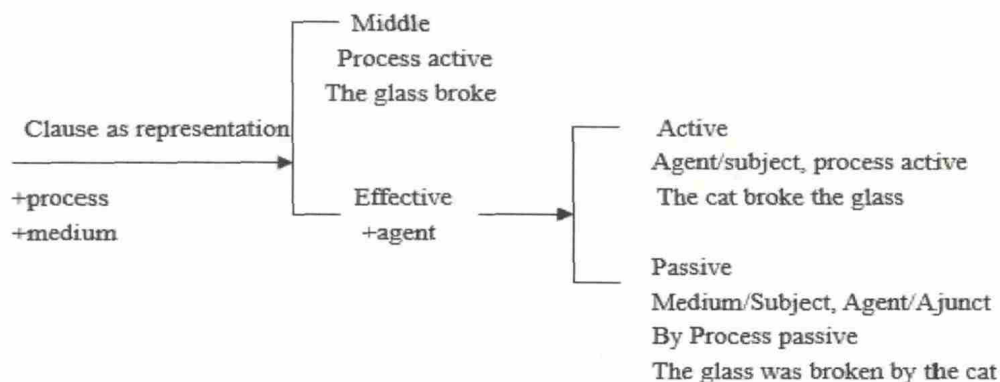 Middle
Process active
The glass broke
Clause as representation
+process
+medium
Effective
+agent
Active
Agent/subject, process active
The cat broke the glass
Passive
Medium/Subject, Agent/Ajunct
By Process passive
The glass was broken by the cat